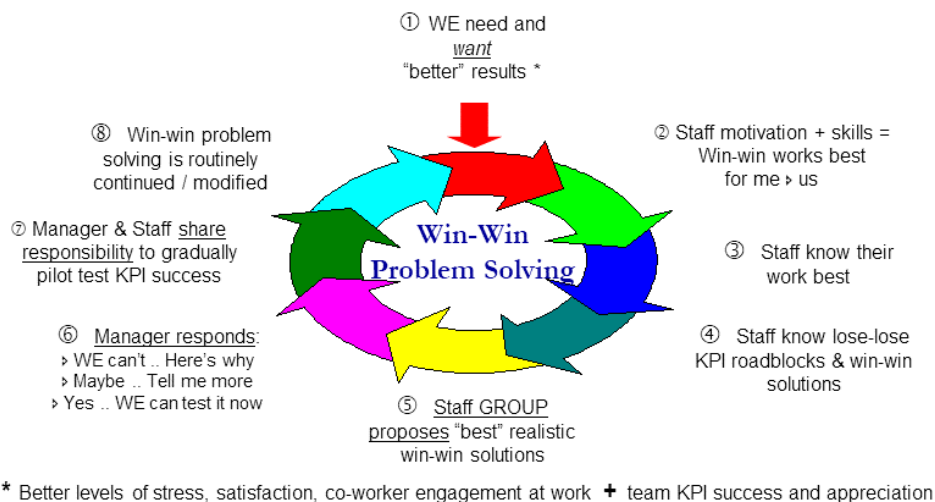 ① WE need and
want
“better” results *
② Staff motivation + skills =
Win-win works best
for me ▹ us
③ Staff know their
work best
④ Staff know lose-lose
KPI roadblocks & win-win
solutions
⑤ Staff GROUP
proposes “best” realistic
win-win solutions
⑥ Manager responds:
▹ WE can’t .. Here’s why
▹ Maybe .. Tell me more
▹ Yes .. WE can test it now
⑦ Manager & Staff share
responsibility to gradually
pilot test KPI success
⑧ Win-win problem
solving is routinely
continued / modified
Win-Win
Problem Solving
* Better levels of stress, satisfaction, co-worker engagement at work + team KPI success and appreciation